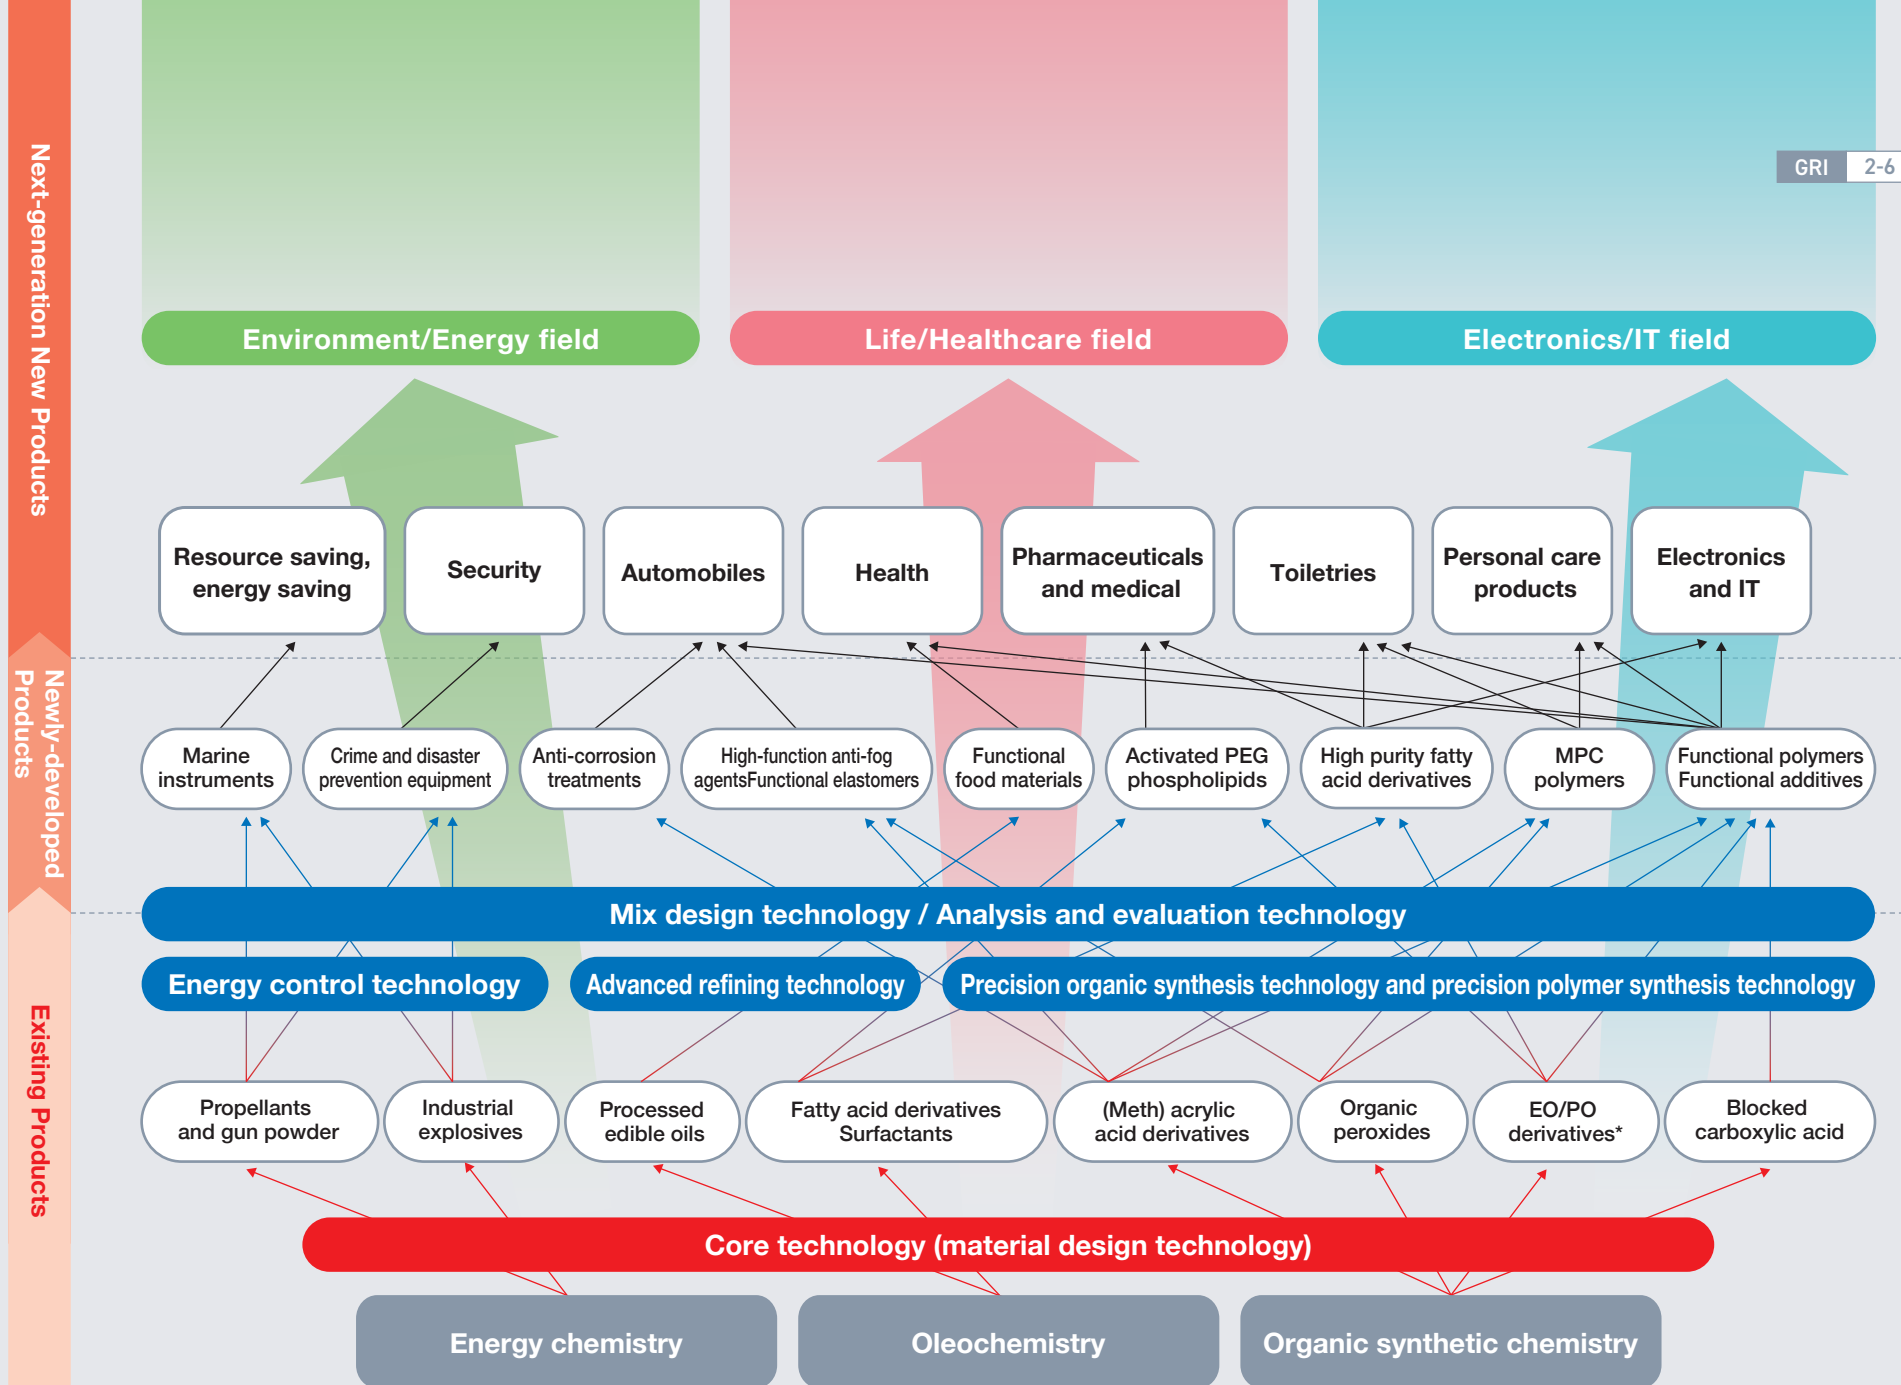 GRI 2-6
Next-generation New Products
Environment/Energy field
Life/Healthcare field
Electronics/IT field
Resource saving,
energy saving
Security
Automobiles
Health
Pharmaceuticals
and medical
Toiletries
Personal care
products
Electronics
and IT
Newly-developed
Products
Marine
instruments
Crime and disaster
prevention equipment
Anti-corrosion
treatments
High-function anti-fog
agentsFunctional elastomers
Functional
food materials
Activated PEG
phospholipids
High purity fatty
acid derivatives
MPC
polymers
Functional polymers
Functional additives
Mix design technology / Analysis and evaluation technology
Energy control technology
Advanced refining technology
Precision organic synthesis technology and precision polymer synthesis technology
Existing Products
Propellants
and gun powder
Industrial
explosives
Processed
edible oils
Fatty acid derivatives
Surfactants
(Meth) acrylic
acid derivatives
Organic
peroxides
EO/PO
derivatives*
Blocked
carboxylic acid
Core technology (material design technology)
Energy chemistry
Oleochemistry
Organic synthetic chemistry